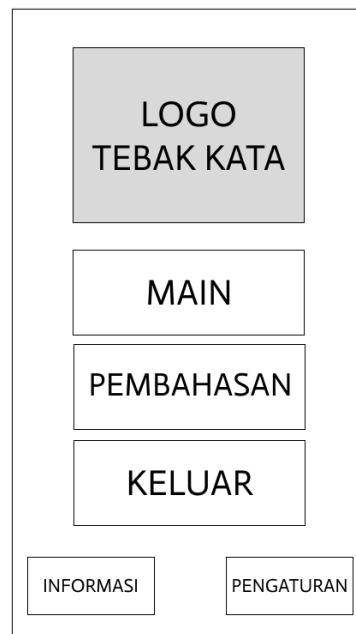 LOGO
TEBAK KATA
MAIN
PEMBAHASAN
KELUAR
INFORMASI
PENGATURAN